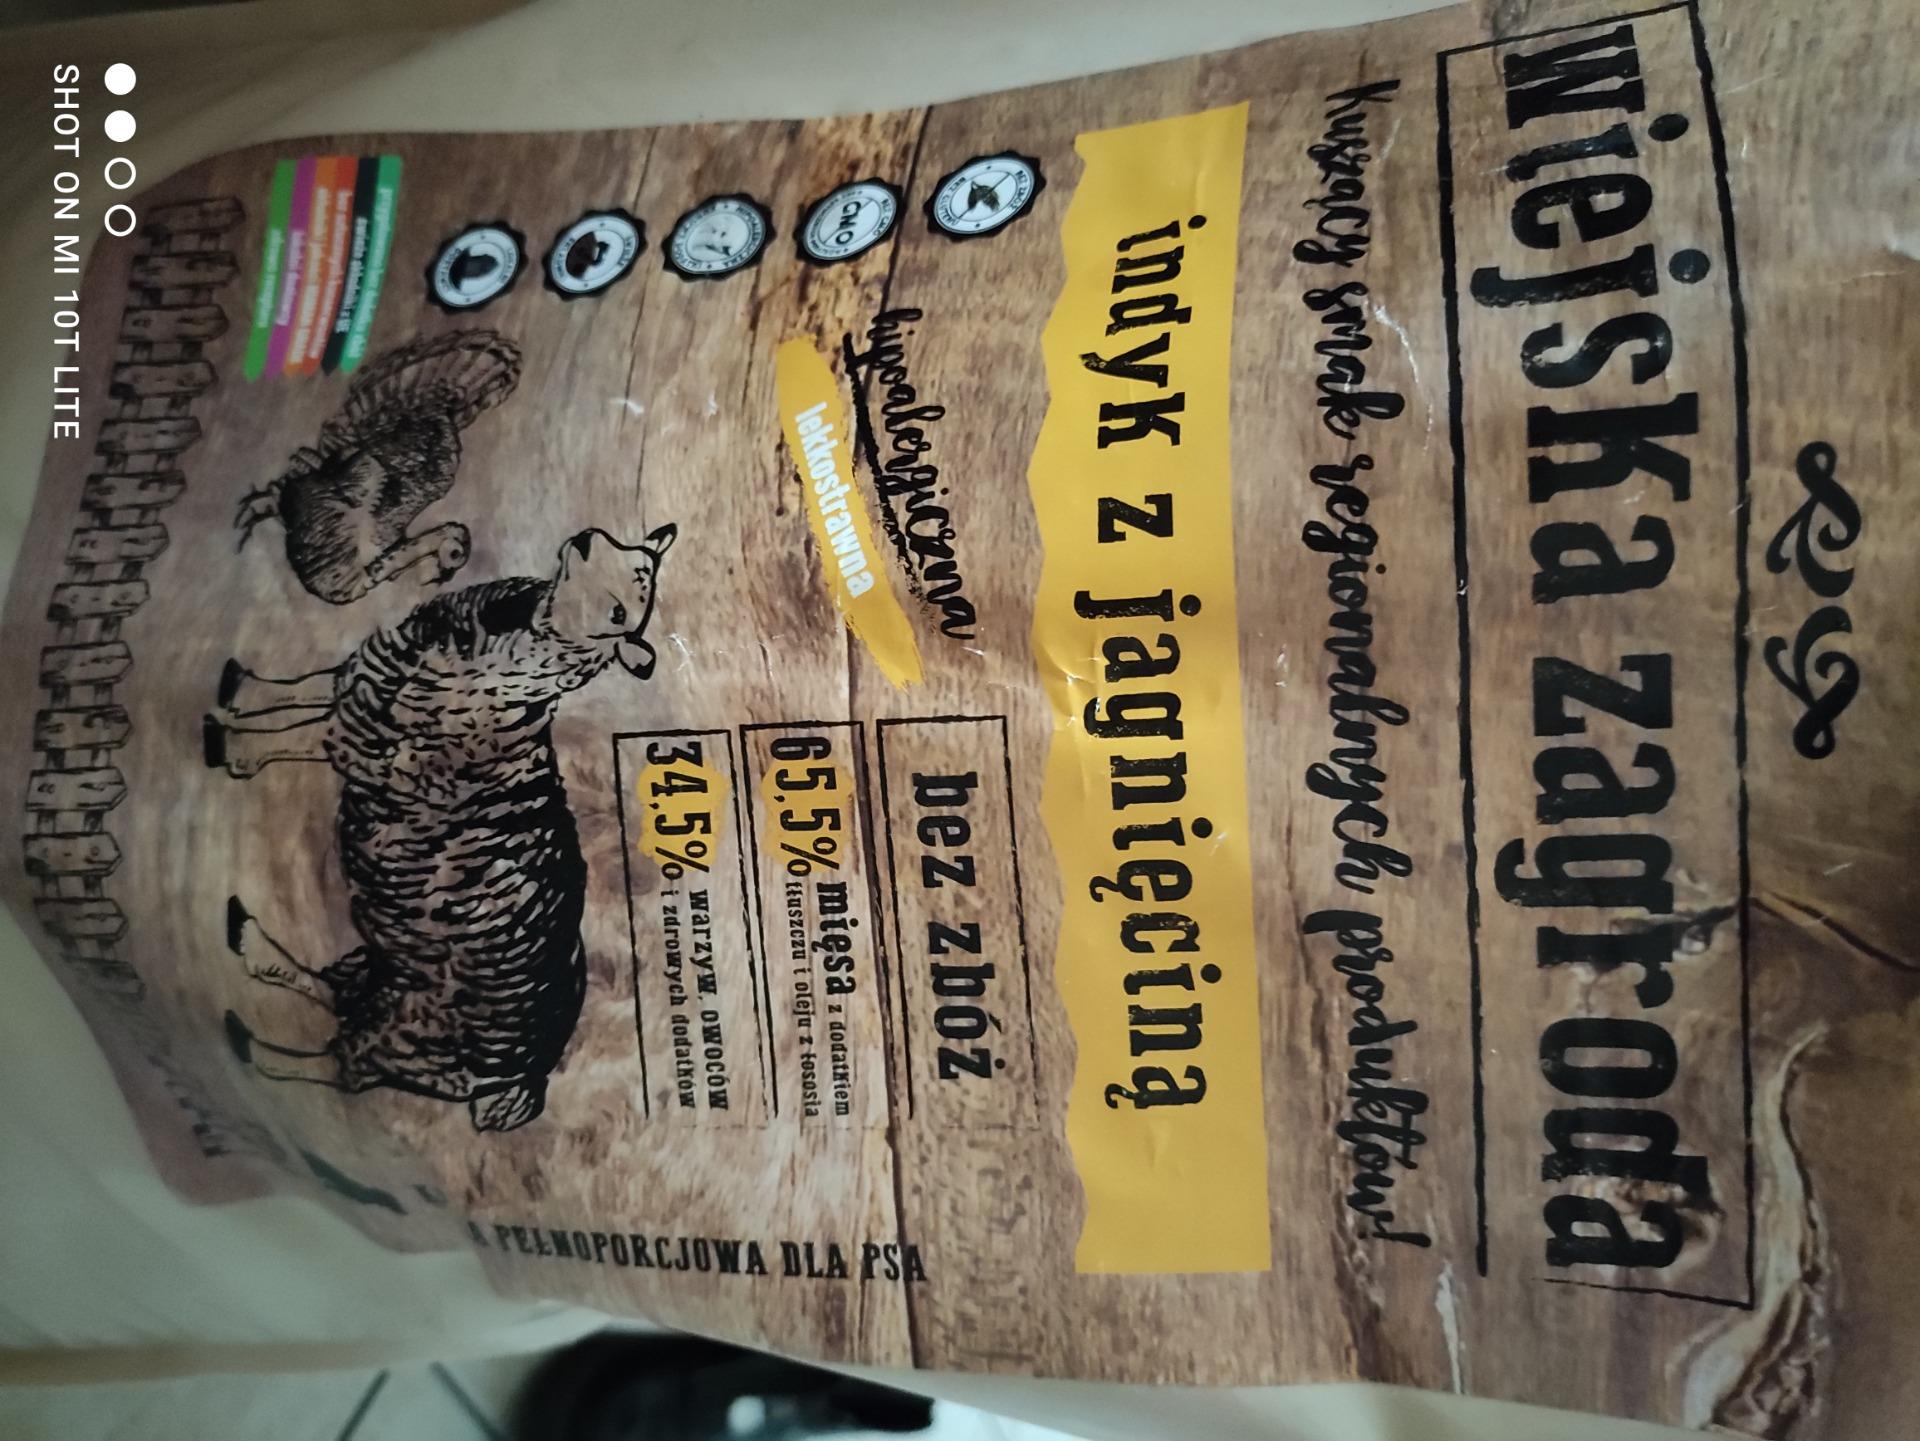 wiejska zagroda
kuszący smak regionalnych produktów!
indyk z jagnięciną
hipoalergiczna
lekkostrawna
bez zbóż
65,5% mięsa z dodatkiem
tłuszczu i oleju z łososia
34,5% warzyw, owoców
i zdrowych dodatków
GMO
A PEŁNOPORCJOWA DLA PSA
SHOT ON MI 10T LITE